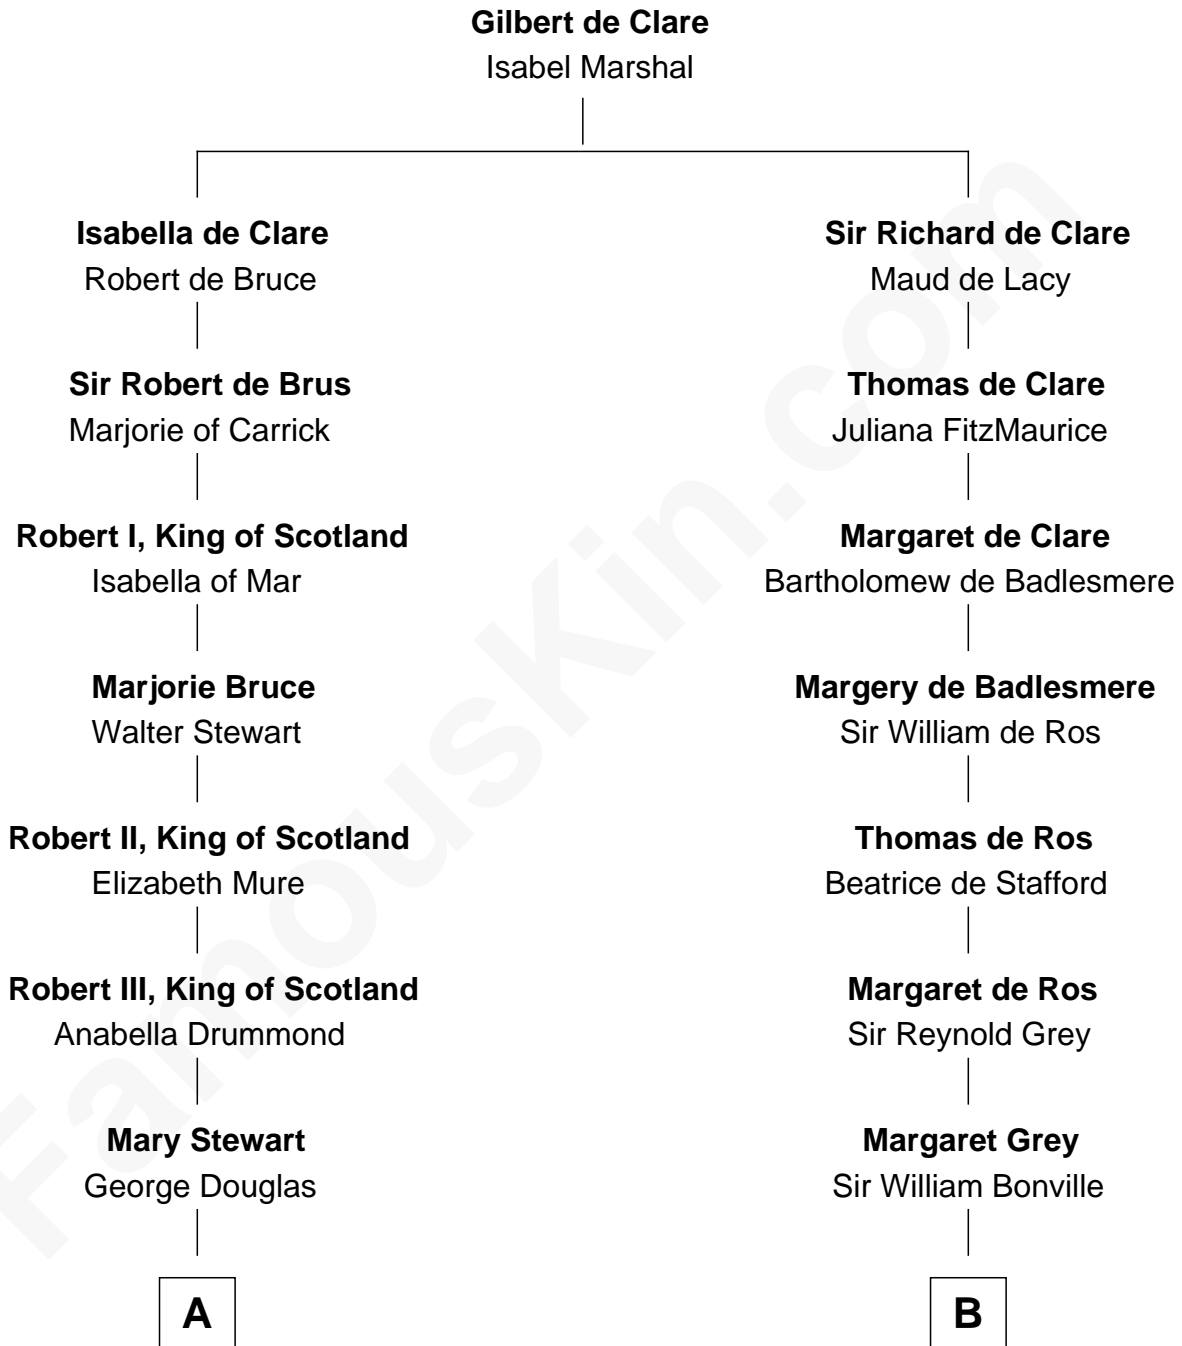 Gilbert de Clare
Isabel Marshal
Isabella de Clare
Robert de Bruce
Sir Richard de Clare
Maud de Lacy
Sir Robert de Brus
Marjorie of Carrick
Thomas de Clare
Juliana FitzMaurice
Robert I, King of Scotland
Isabella of Mar
Margaret de Clare
Bartholomew de Badlesmere
Marjorie Bruce
Walter Stewart
Margery de Badlesmere
Sir William de Ros
Robert II, King of Scotland
Elizabeth Mure
Thomas de Ros
Beatrice de Stafford
Robert III, King of Scotland
Anabella Drummond
Margaret de Ros
Sir Reynold Grey
Mary Stewart
George Douglas
Margaret Grey
Sir William Bonville
A
B
FamousKin.com